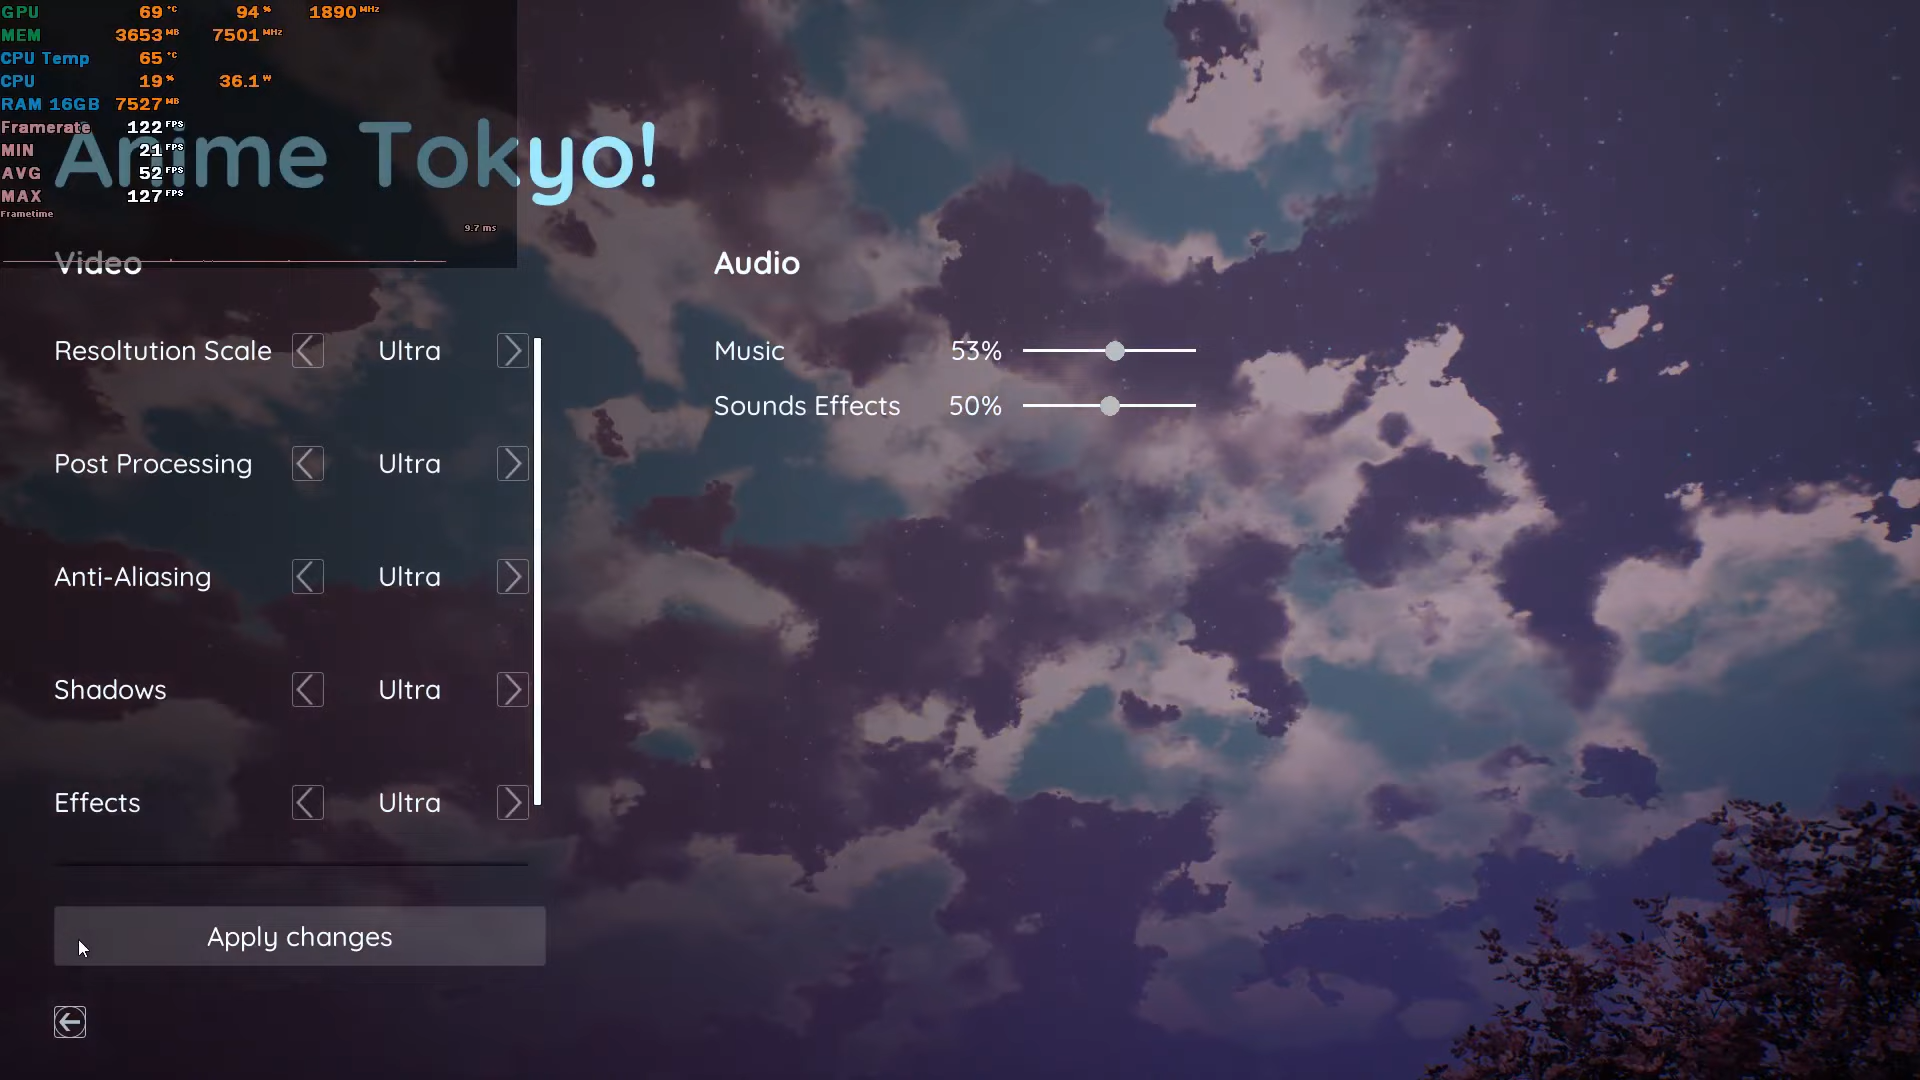 GPU 69 °C 94 % 1890 MHz
MEM 3653 MB 7501 MHz
CPU Temp 65 °C
CPU 19 % 36.1 W
RAM 16GB 7527 MB
Framerate 122 FPS
MIN 21 FPS
AVG 52 FPS
MAX 127 FPS
Frametime
9.7 ms
Anime Tokyo!
Video
Resoltution Scale Ultra
Post Processing Ultra
Anti-Aliasing Ultra
Shadows Ultra
Effects Ultra
Apply changes
Audio
Music 53%
Sounds Effects 50%